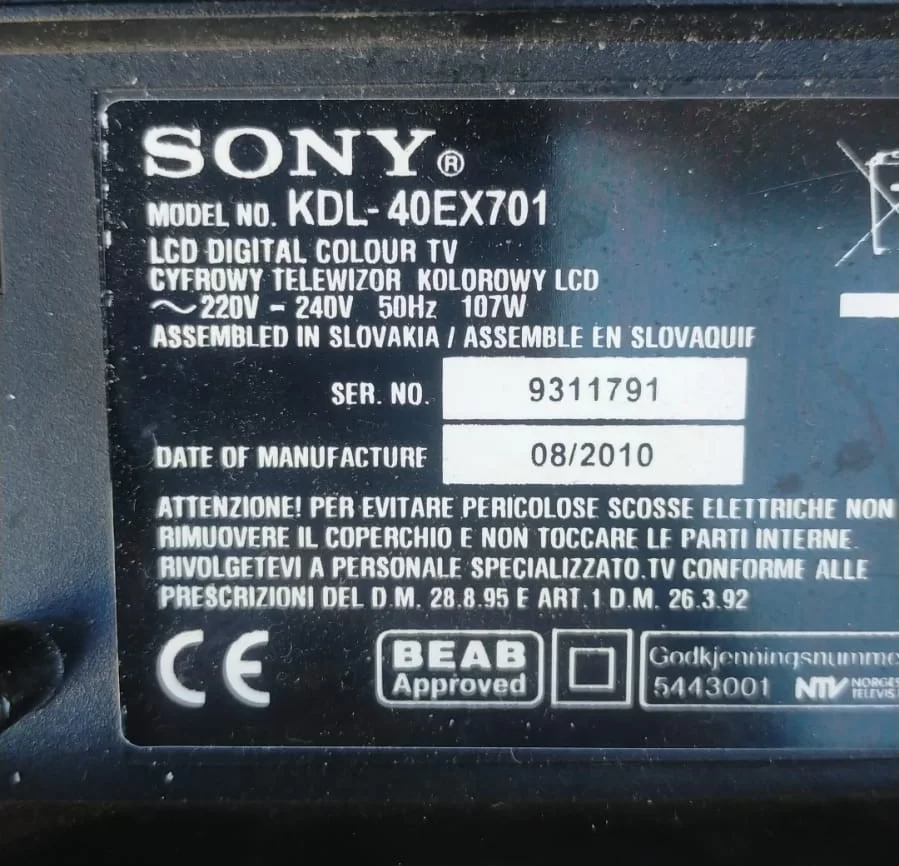 SONY®
MODEL NO. KDL-40EX701
LCD DIGITAL COLOUR TV
CYFROWY TELEWIZOR KOLOROWY LCD
~220V - 240V 50Hz 107W
ASSEMBLED IN SLOVAKIA / ASSEMBLE EN SLOVAQUIE
SER. NO. 9311791
DATE OF MANUFACTURE 08/2010
ATTENZIONE! PER EVITARE PERICOLOSE SCOSSE ELETTRICHE NON
RIMUOVERE IL COPERCHIO E NON TOCCARE LE PARTI INTERNE.
RIVOLGETEVI A PERSONALE SPECIALIZZATO.TV CONFORME ALLE
PRESCRIZIONI DEL D.M. 28.8.95 E ART.1 D.M. 26.3.92
CE
BEAB
Approved
Godkjenningsnumme
5443001 NTV NORGES
TELEVIS